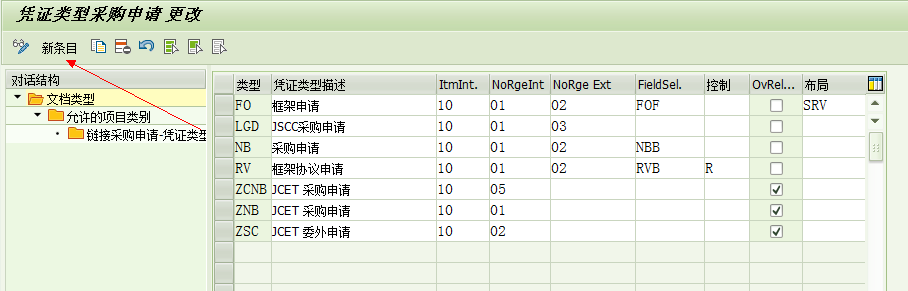 凭证类型采购申请 更改
新条目
对话结构
文档类型
允许的项目类别
链接采购申请-凭证类型
类型 凭证类型描述 ItmInt. NoRgeInt NoRge Ext FieldSel. 控制 OvRel... 布局
FO 框架申请 10 01 02 FOF SRV
LGD JSCC采购申请 10 01 03
NB 采购申请 10 01 02 NBB
RV 框架协议申请 10 01 02 RVB R
ZCNB JCET 采购申请 10 05
ZNB JCET 采购申请 10 01
ZSC JCET 委外申请 10 02